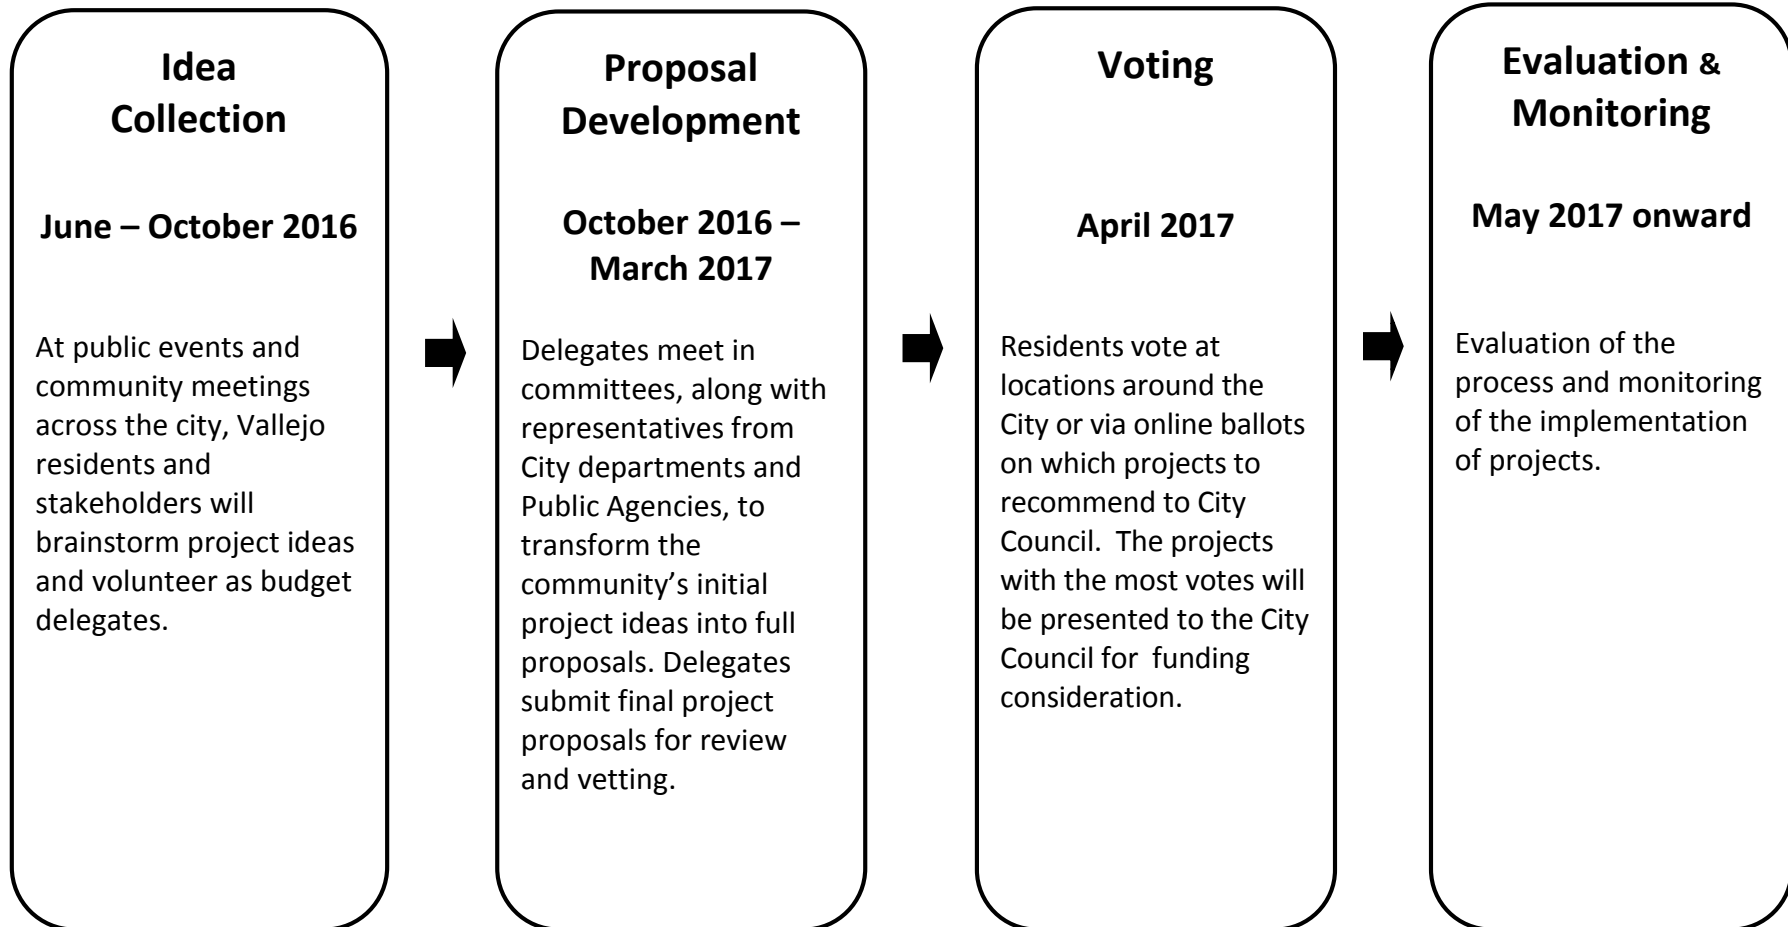 Idea
Collection
June – October 2016
At public events and
community meetings
across the city, Vallejo
residents and
stakeholders will
brainstorm project ideas
and volunteer as budget
delegates.
Proposal
Development
October 2016 –
March 2017
Delegates meet in
committees, along with
representatives from
City departments and
Public Agencies, to
transform the
community’s initial
project ideas into full
proposals. Delegates
submit final project
proposals for review
and vetting.
Voting
April 2017
Residents vote at
locations around the
City or via online ballots
on which projects to
recommend to City
Council.  The projects
with the most votes will
be presented to the City
Council for  funding
consideration.
Evaluation &
Monitoring
May 2017 onward
Evaluation of the
process and monitoring
of the implementation
of projects.